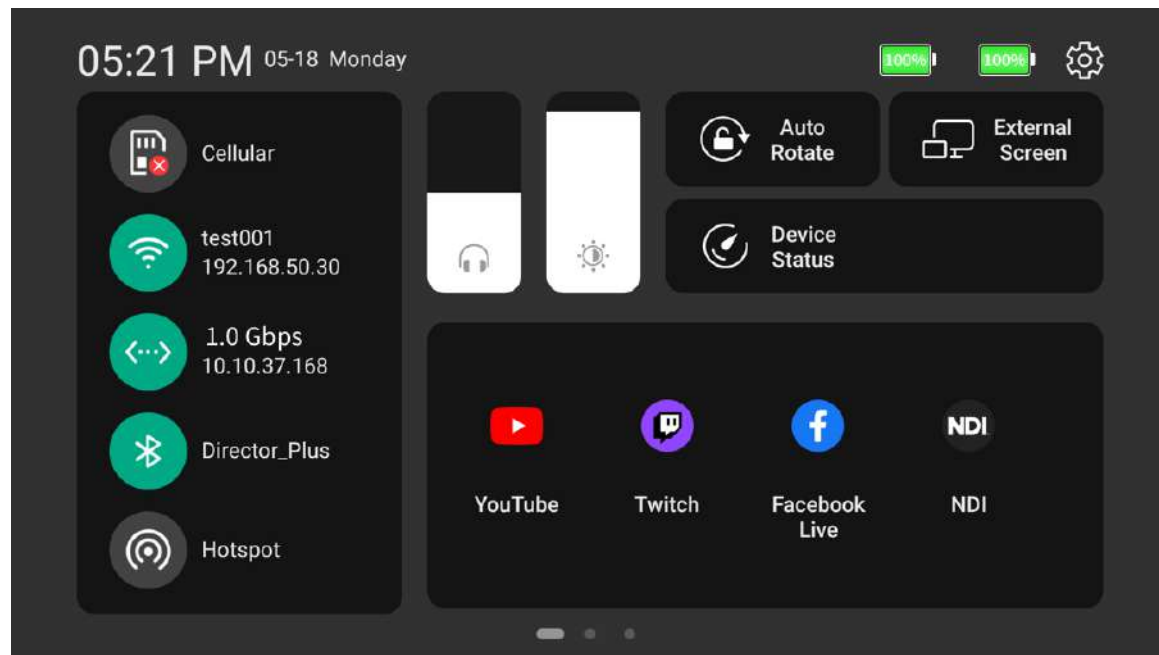 05:21 PM 05-18 Monday
100%
100%
Cellular
test001
192.168.50.30
1.0 Gbps
10.10.37.168
Director_Plus
Hotspot
Auto
Rotate
External
Screen
Device
Status
NDI
YouTube
Twitch
Facebook
Live
NDI